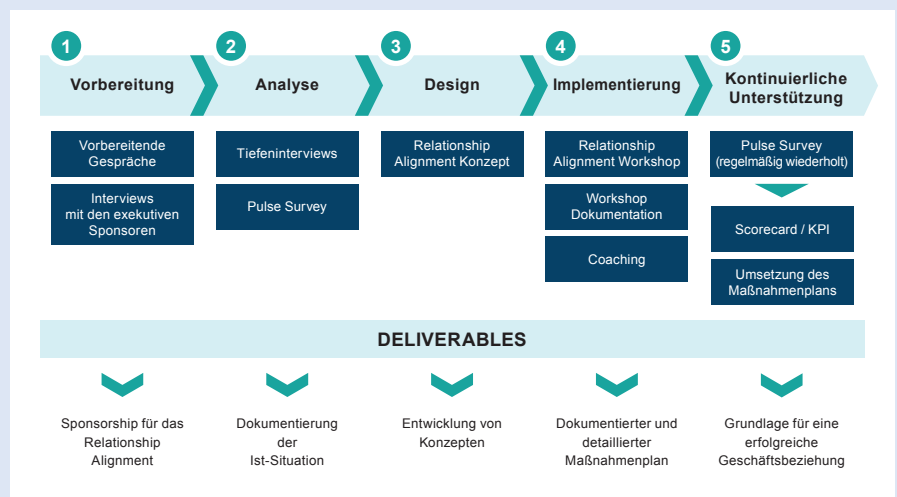 1
Vorbereitung
2
Analyse
3
Design
4
Implementierung
5
Kontinuierliche
Unterstützung
Vorbereitende
Gespräche
Interviews
mit den exekutiven
Sponsoren
Tiefeninterviews
Pulse Survey
Relationship
Alignment Konzept
Relationship
Alignment Workshop
Workshop
Dokumentation
Coaching
Pulse Survey
(regelmäßig wiederholt)
Scorecard / KPI
Umsetzung des
Maßnahmenplans
DELIVERABLES
Sponsorship für das
Relationship
Alignment
Dokumentierung
der
Ist-Situation
Entwicklung von
Konzepten
Dokumentierter und
detaillierter
Maßnahmenplan
Grundlage für eine
erfolgreiche
Geschäftsbeziehung